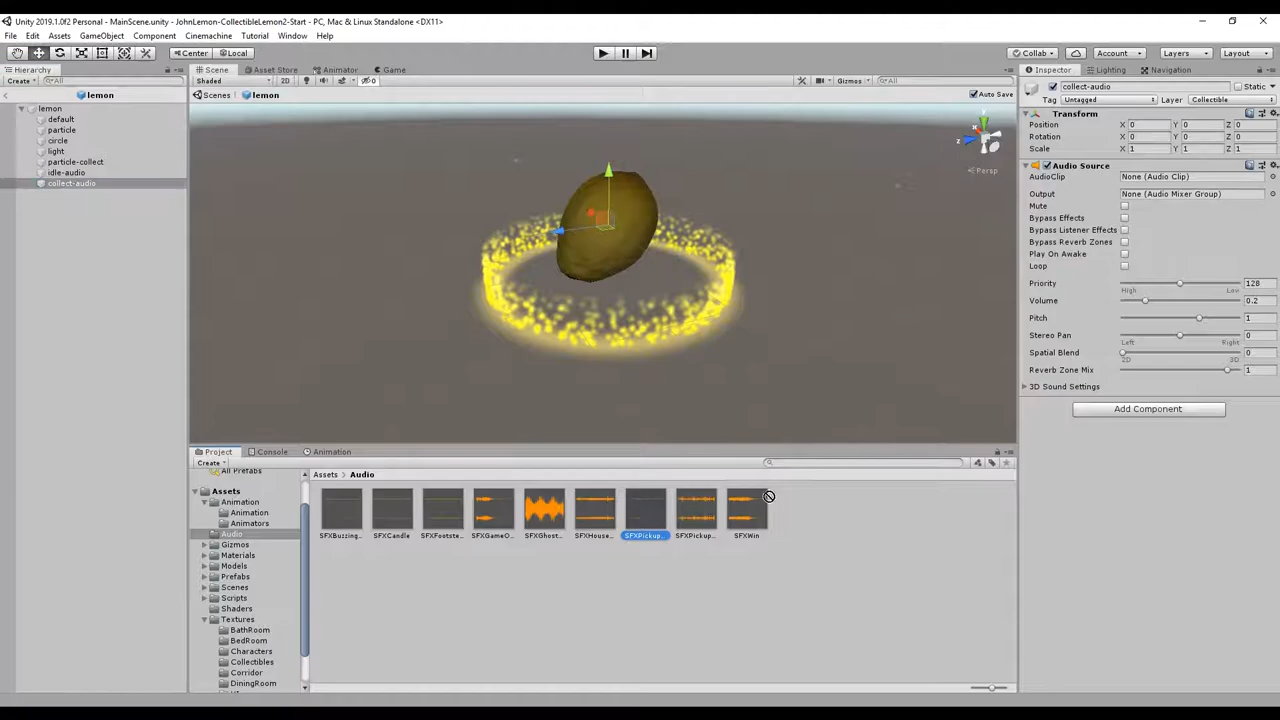 Unity 2019.1.0f2 Personal - MainScene.unity - JohnLemon-CollectibleLemon2-Start - PC, Mac & Linux Standalone <DX11>
File Edit Assets GameObject Component Cinemachine Tutorial Window Help
Center Local Collab Account Layers Layout
Hierarchy
Create All
lemon
lemon
default
particle
circle
light
particle-collect
idle-audio
collect-audio
Scene Asset Store Animator Game
Shaded 2D 0 Gizmos All
Scenes lemon Auto Save
x
z
Persp
Inspector Lighting Navigation
collect-audio Static
Tag Untagged Layer Collectible
Transform
Position X 0 Y 0 Z 0
Rotation X 0 Y 0 Z 0
Scale X 1 Y 1 Z 1
Audio Source
AudioClip None (Audio Clip)
Output None (Audio Mixer Group)
Mute
Bypass Effects
Bypass Listener Effects
Bypass Reverb Zones
Play On Awake
Loop
Priority 128
High Low
Volume 0.2
Pitch 1
Stereo Pan 0
Left Right
Spatial Blend 0
2D 3D
Reverb Zone Mix 1
3D Sound Settings
Add Component
Project Console Animation
Create
All Prefabs
Assets
Animation
Animation
Animators
Audio
Gizmos
Materials
Models
Prefabs
Scenes
Scripts
Shaders
Textures
BathRoom
BedRoom
Characters
Collectibles
Corridor
DiningRoom
Assets Audio
SFXBuzzing... SFXCandle SFXFootste... SFXGameO... SFXGhost... SFXHouse... SFXPickup... SFXPickup... SFXWin